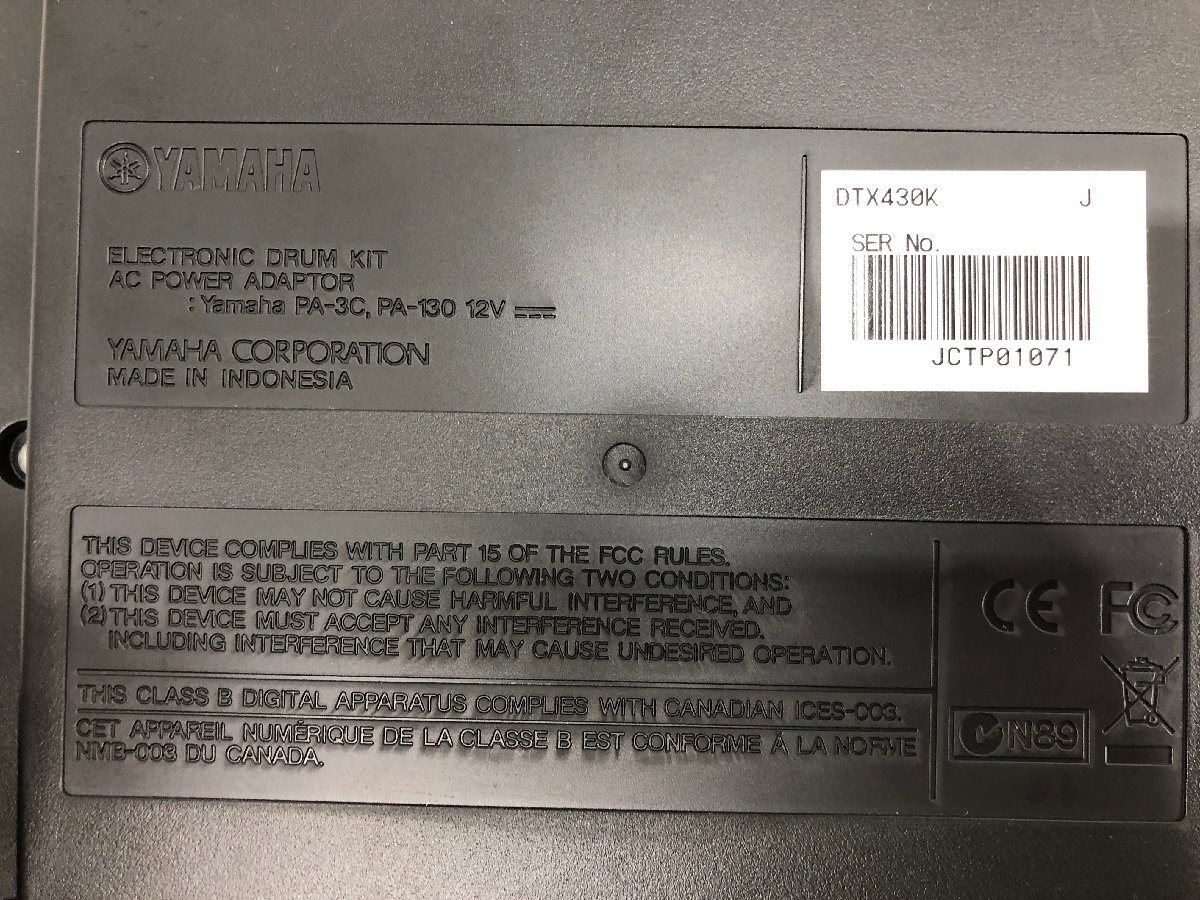 YAMAHA
ELECTRONIC DRUM KIT
AC POWER ADAPTOR
: Yamaha PA-3C, PA-130 12V
YAMAHA CORPORATION
MADE IN INDONESIA
DTX430K J
SER No.
JCTP01071
THIS DEVICE COMPLIES WITH PART 15 OF THE FCC RULES.
OPERATION IS SUBJECT TO THE FOLLOWING TWO CONDITIONS:
(1) THIS DEVICE MAY NOT CAUSE HARMFUL INTERFERENCE, AND
(2) THIS DEVICE MUST ACCEPT ANY INTERFERENCE RECEIVED.
INCLUDING INTERFERENCE THAT MAY CAUSE UNDESIRED OPERATION.
THIS CLASS B DIGITAL APPARATUS COMPLIES WITH CANADIAN ICES-003.
CET APPAREIL NUMÉRIQUE DE LA CLASSE B EST CONFORME À LA NORME
NMB-003 DU CANADA.
CE FC
N89